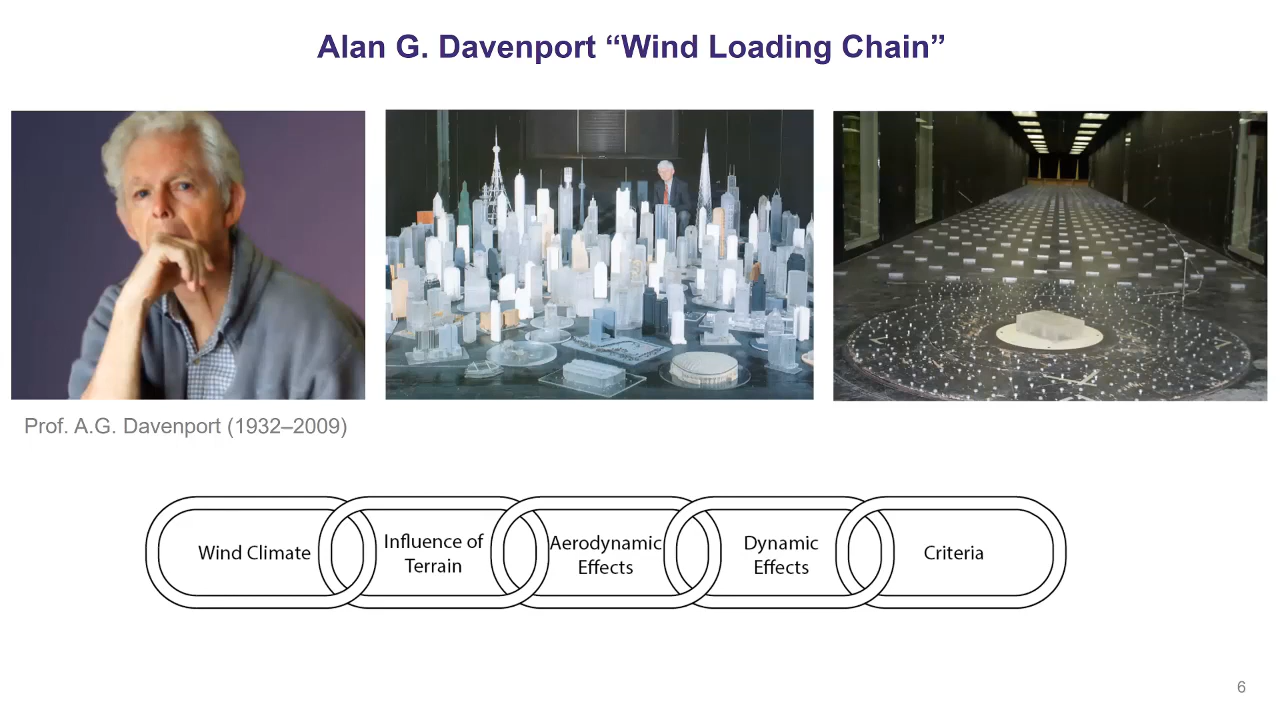 Alan G. Davenport “Wind Loading Chain”
Prof. A.G. Davenport (1932–2009)
Wind Climate
Influence of
Terrain
Aerodynamic
Effects
Dynamic
Effects
Criteria
6